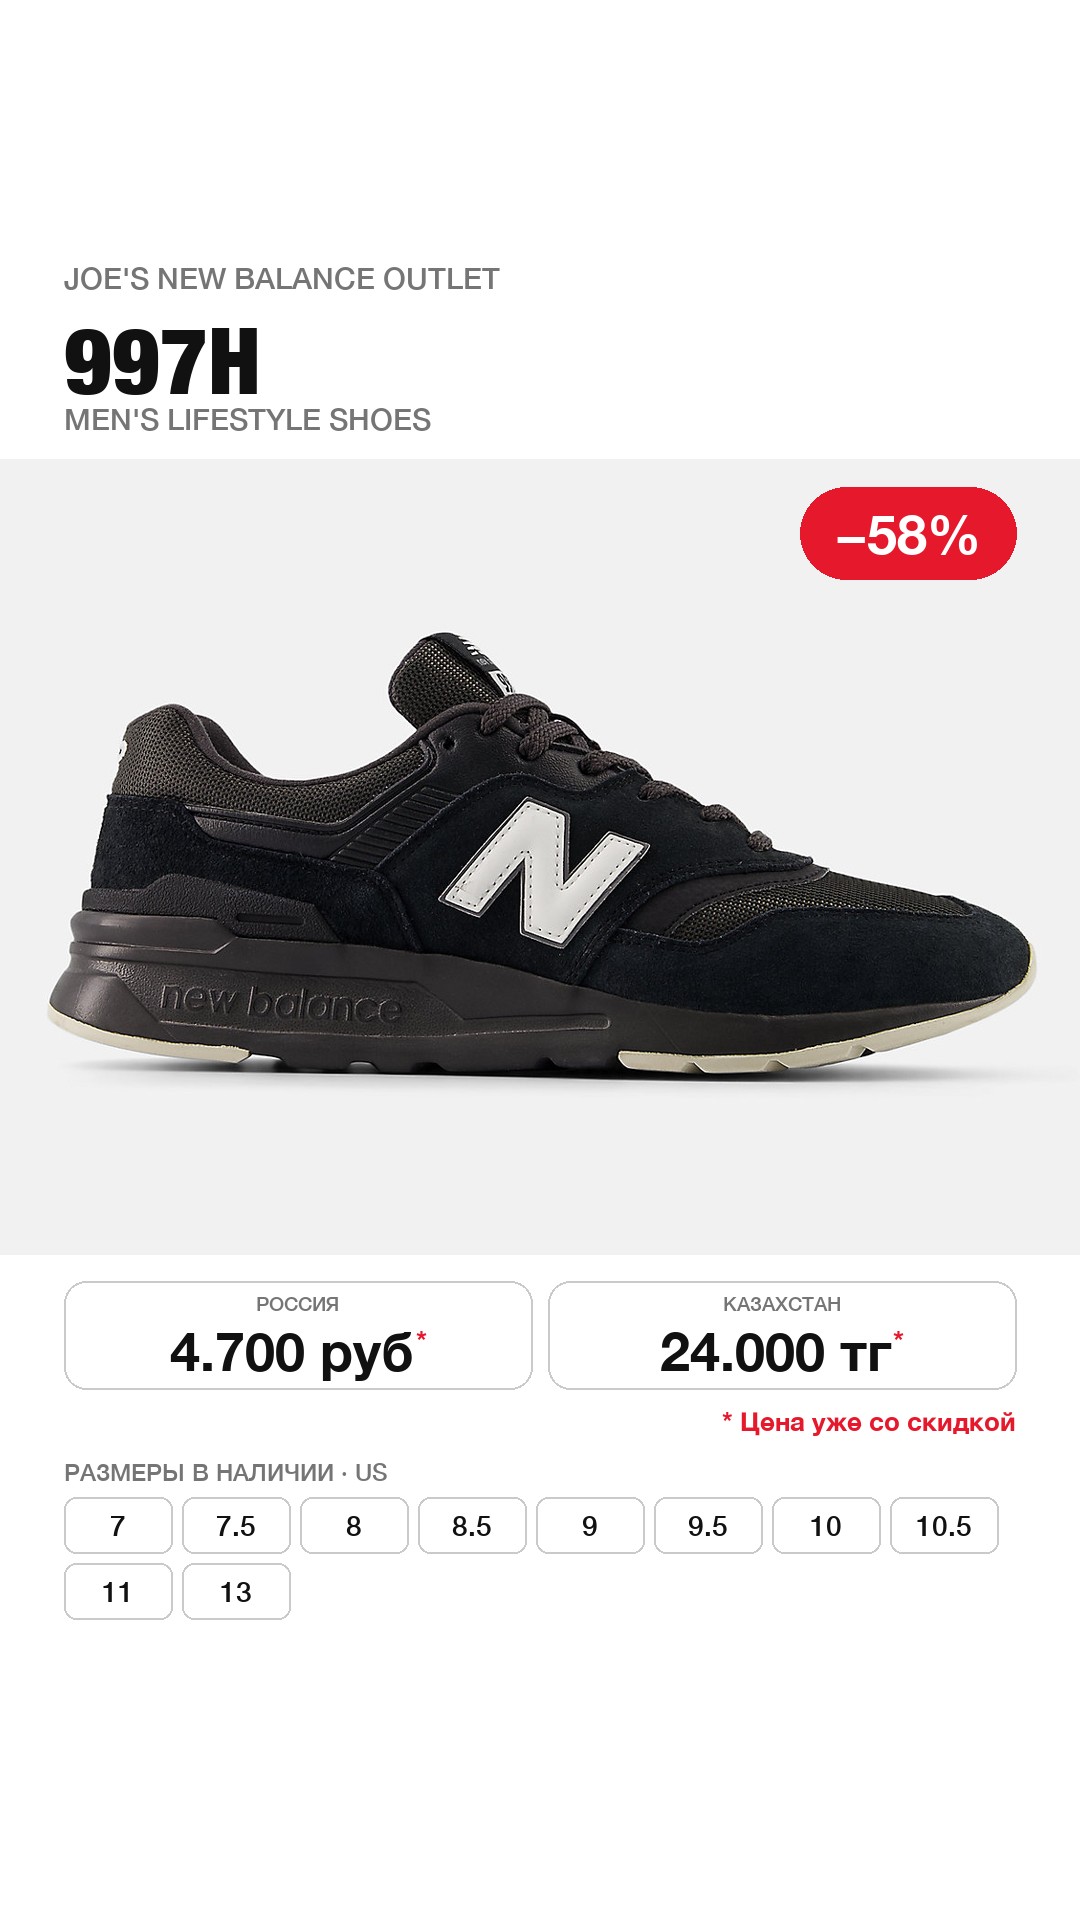 JOE'S NEW BALANCE OUTLET
997H
MEN'S LIFESTYLE SHOES
–58%
N
new balance
РОССИЯ
4.700 руб*
КАЗАХСТАН
24.000 тг*
* Цена уже со скидкой
РАЗМЕРЫ В НАЛИЧИИ · US
7 7.5 8 8.5 9 9.5 10 10.5
11 13